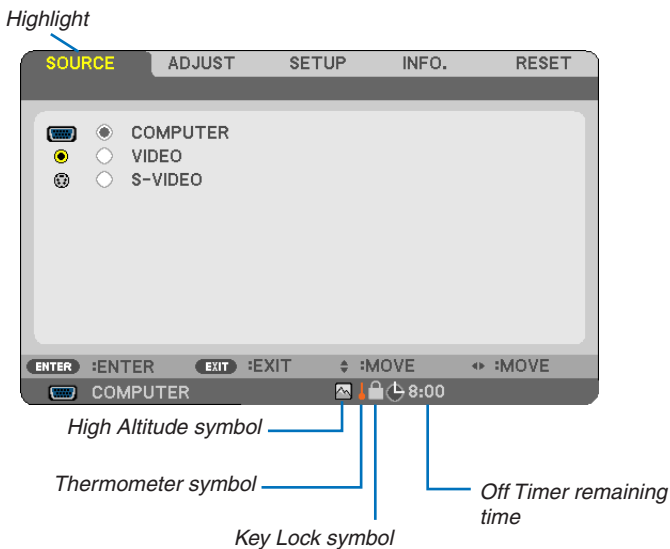 Highlight
SOURCE ADJUST SETUP INFO. RESET
COMPUTER
VIDEO
S-VIDEO
ENTER :ENTER EXIT :EXIT :MOVE :MOVE
COMPUTER 8:00
High Altitude symbol
Thermometer symbol
Off Timer remaining
time
Key Lock symbol